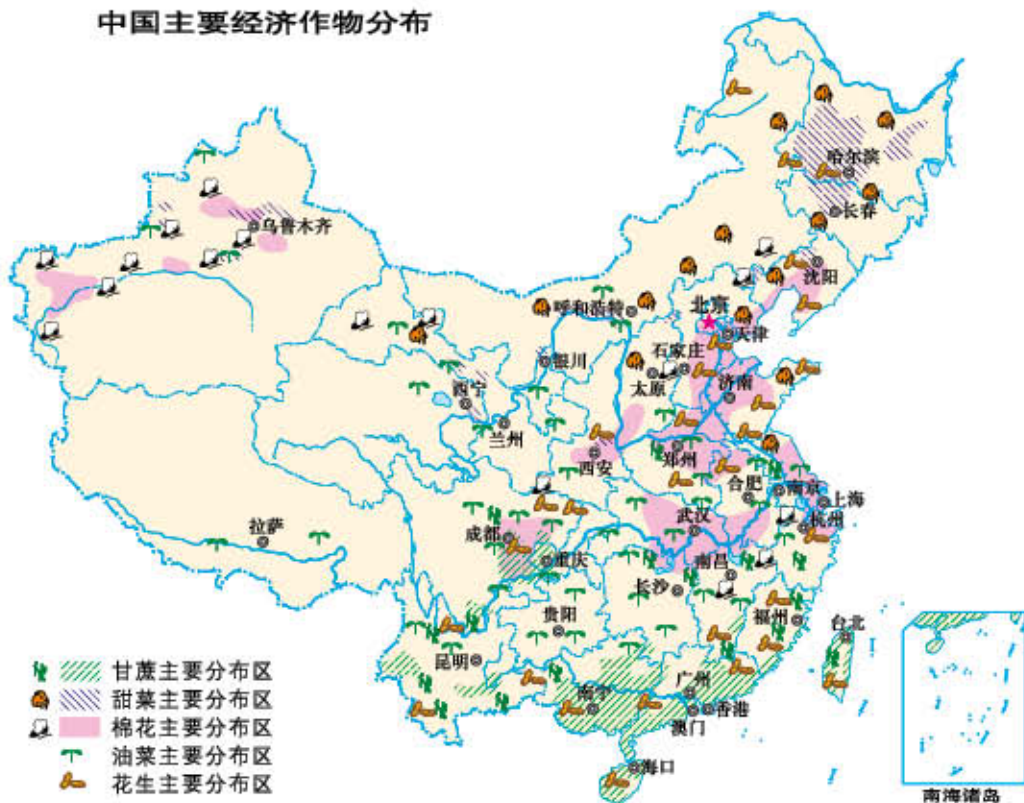 中国主要经济作物分布
哈尔滨
长春
乌鲁木齐
沈阳
呼和浩特
北京
天津
石家庄
银川
太原
济南
西宁
兰州
郑州
西安
合肥
南京
上海
成都
武汉
杭州
拉萨
重庆
南昌
长沙
贵阳
福州
台北
昆明
广州
南宁
香港
澳门
海口
甘蔗主要分布区
甜菜主要分布区
棉花主要分布区
油菜主要分布区
花生主要分布区
南海诸岛